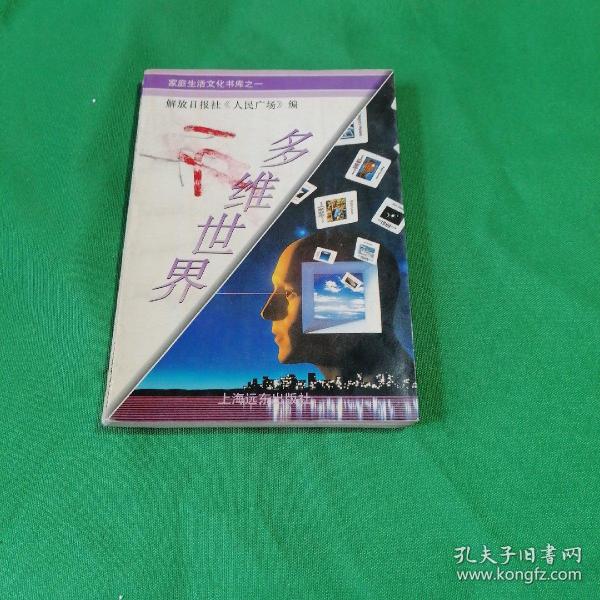 家庭生活文化书库之一
解放日报社《人民广场》编
多维世界
上海远东出版社
孔夫子旧書网
www.kongfz.com